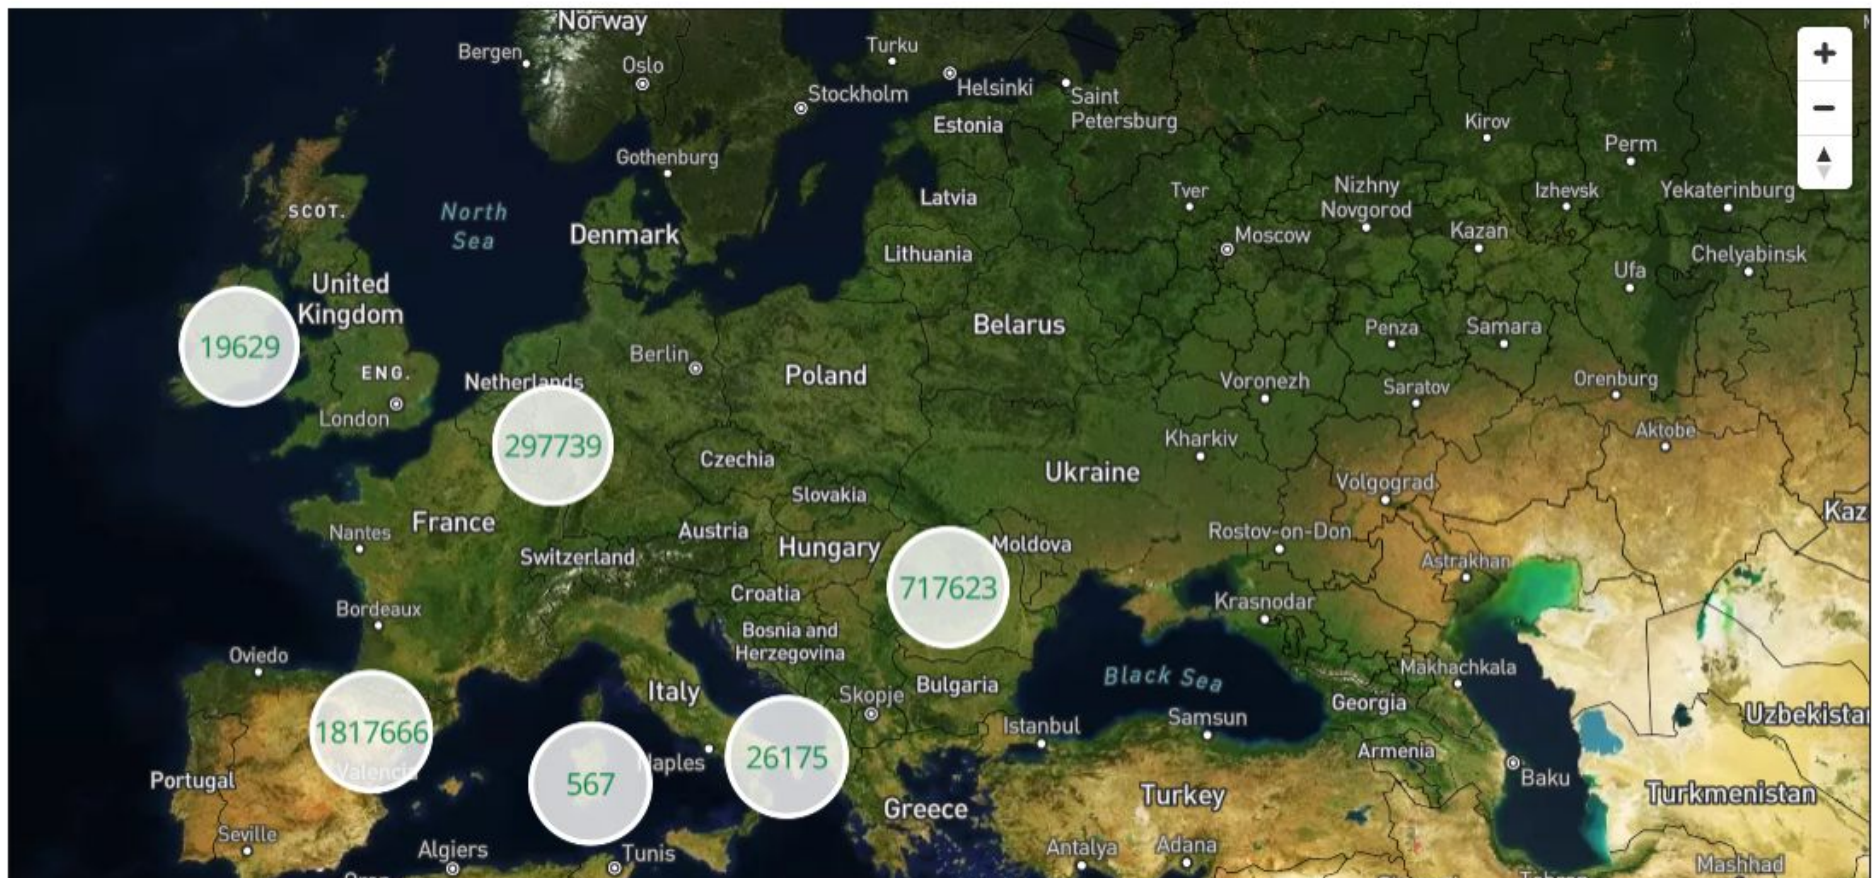 Norway
Bergen
Oslo
Turku
Helsinki
Stockholm
Saint
Petersburg
Estonia
Gothenburg
Kirov
Perm
SCOT.
North
Sea
Denmark
Latvia
Tver
Nizhny
Novgorod
Izhevsk
Yekaterinburg
Lithuania
Moscow
Kazan
Ufa
Chelyabinsk
United
Kingdom
19629
ENG.
London
Netherlands
Berlin
Poland
Belarus
Penza
Samara
Voronezh
Saratov
Orenburg
297739
Czechia
Kharkiv
Aktobe
Slovakia
Ukraine
Volgograd
France
Nantes
Switzerland
Austria
Hungary
Moldova
Rostov-on-Don
Kaz
Astrakhan
717623
Croatia
Krasnodar
Bordeaux
Bosnia and
Herzegovina
Oviedo
Italy
Skopje
Bulgaria
Black Sea
Makhachkala
Georgia
1817666
Valencia
Istanbul
Samsun
Uzbekista
Armenia
Portugal
567
Naples
26175
Greece
Turkey
Baku
Turkmenistan
Seville
Algiers
Tunis
Antalya
Adana
Mashhad